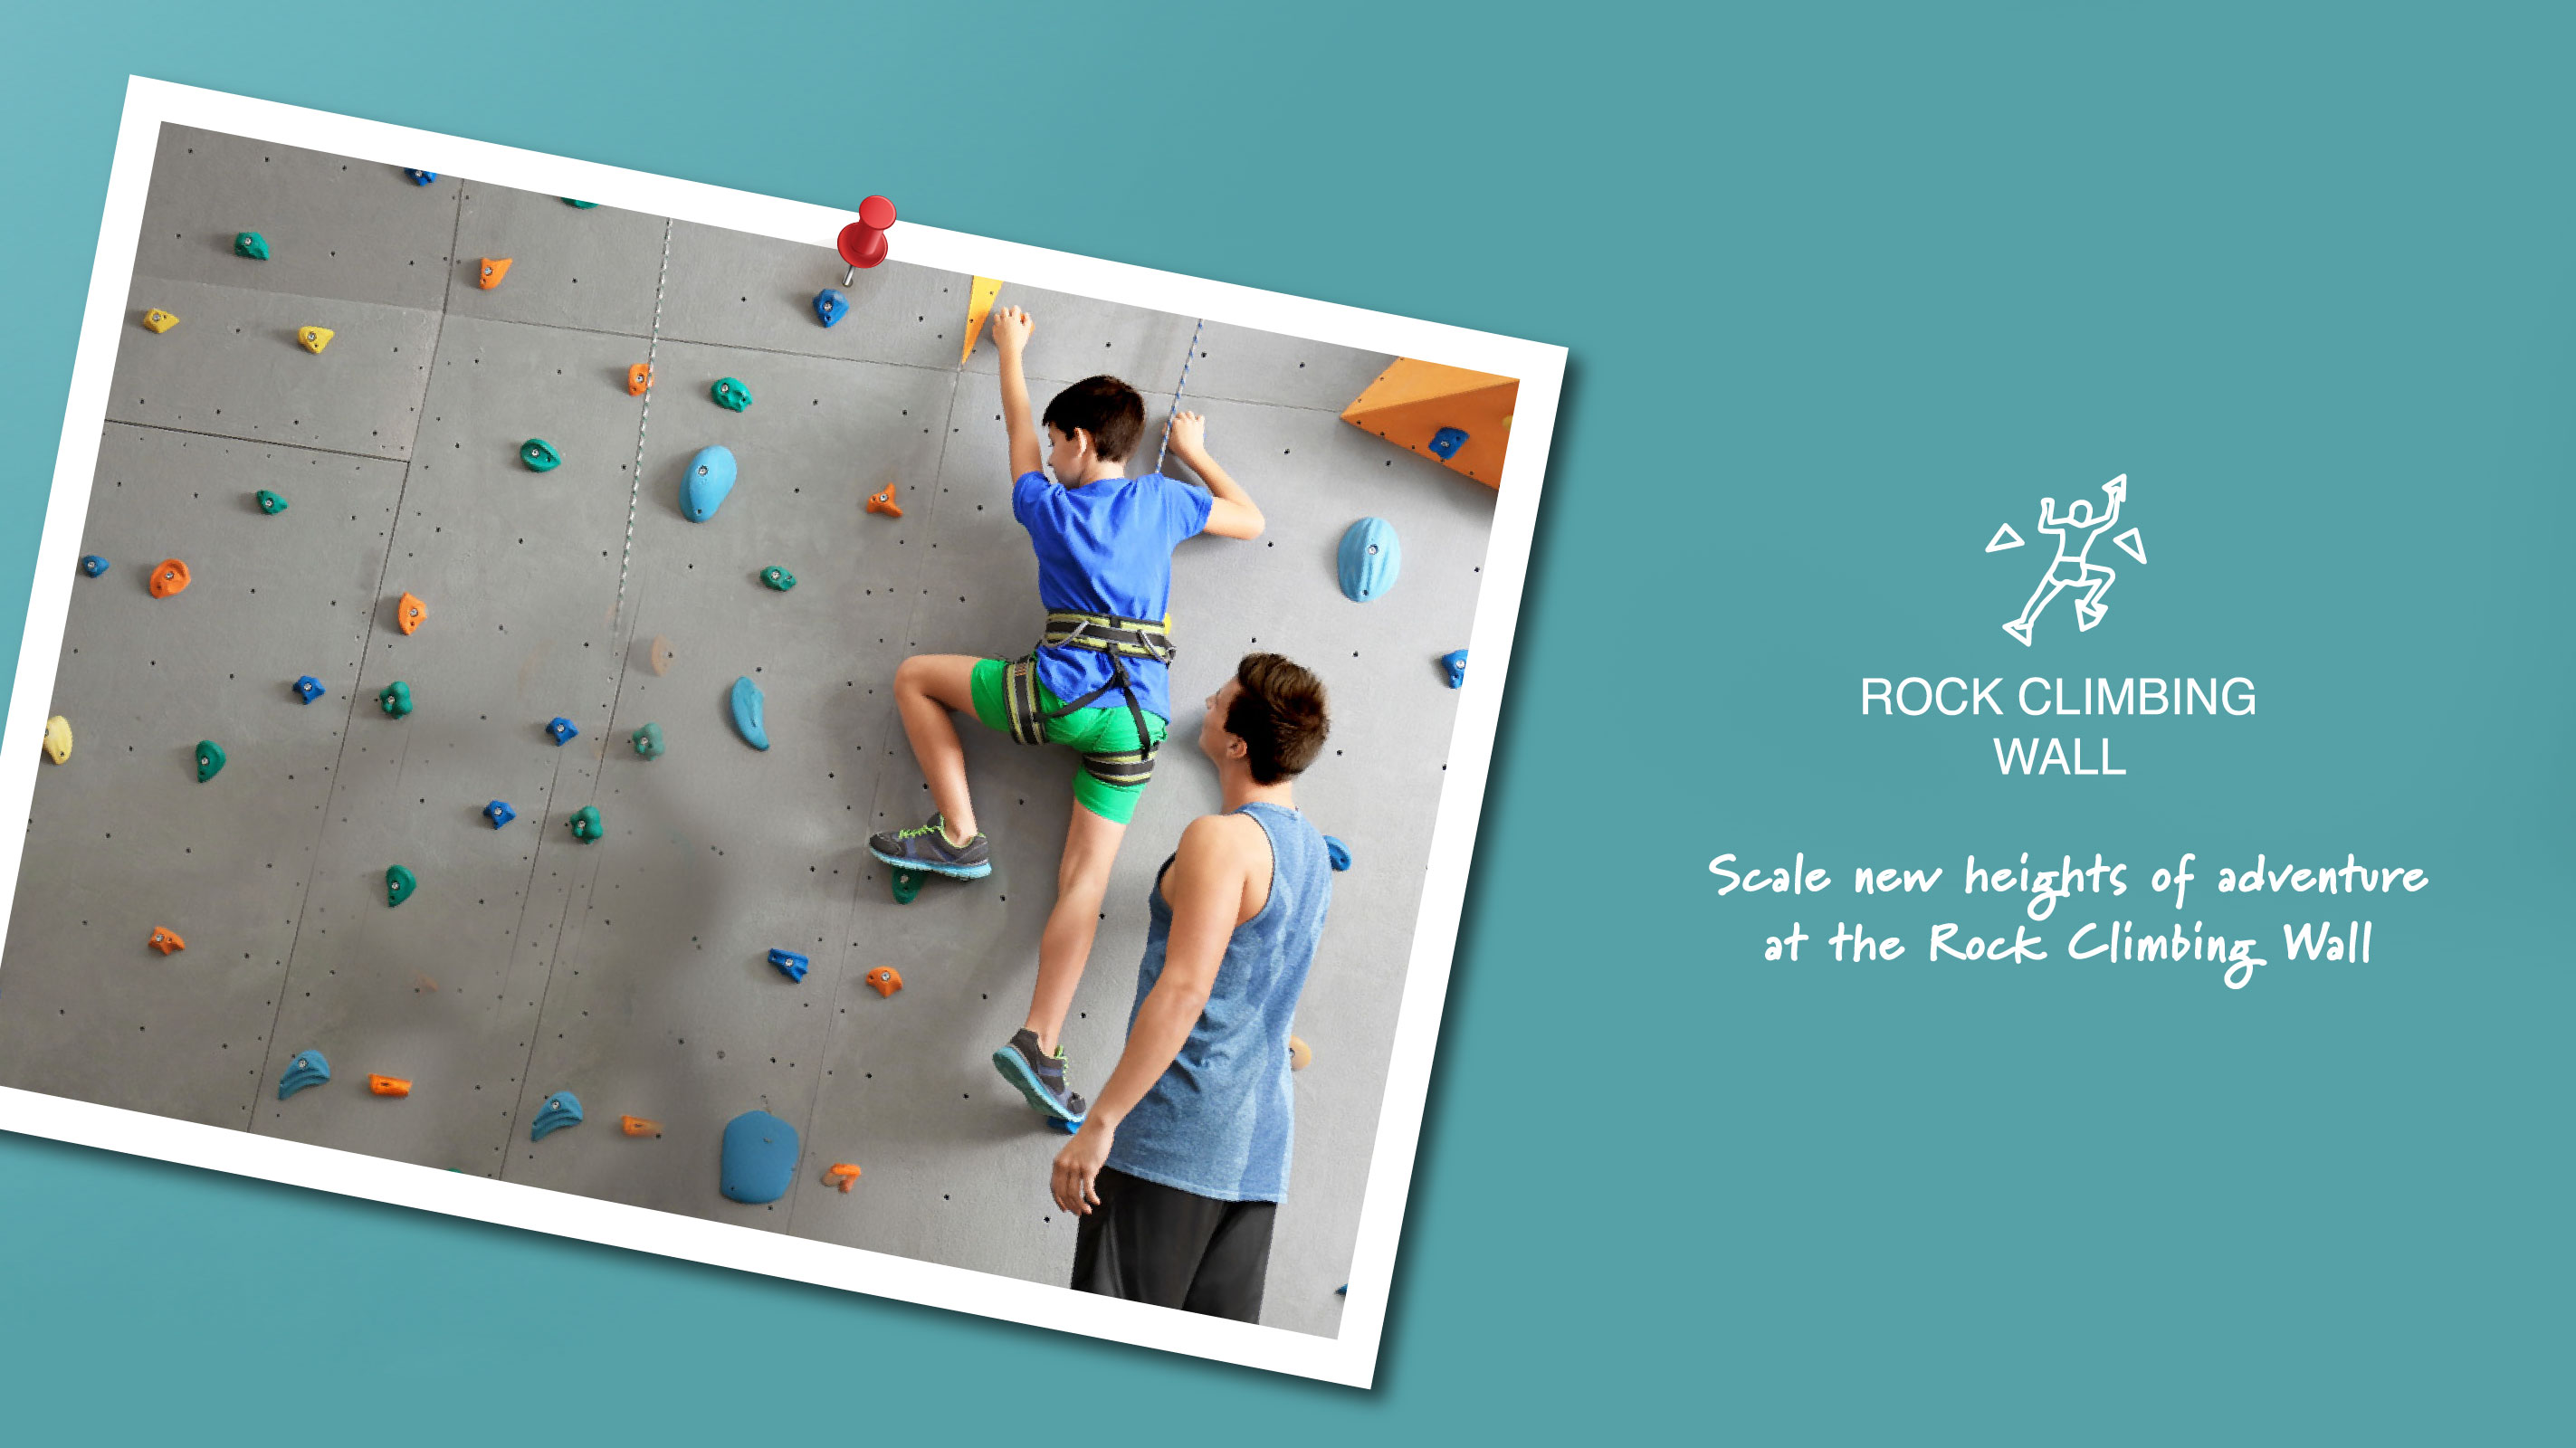 ROCK CLIMBING
WALL
Scale new heights of adventure
at the Rock Climbing Wall